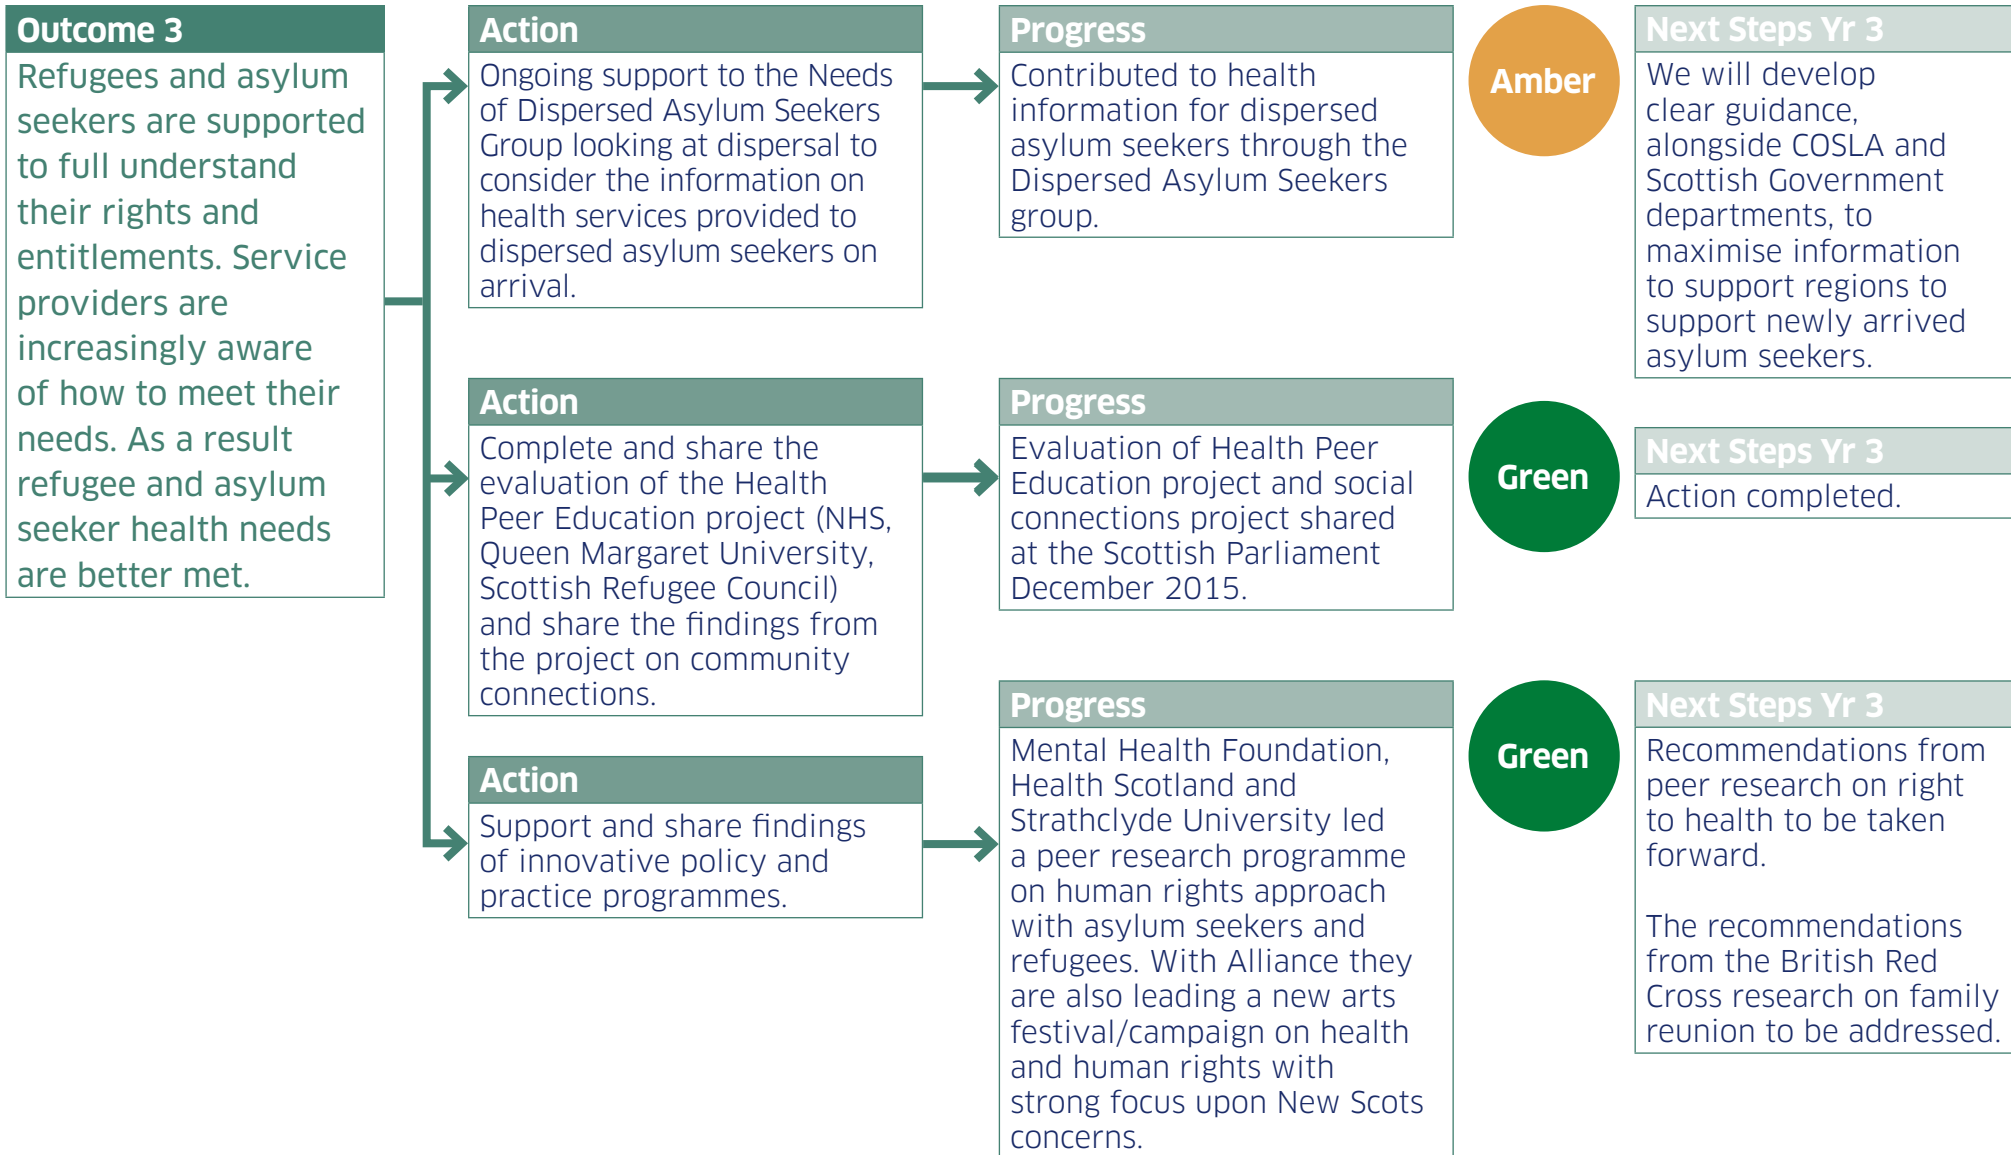 Outcome 3
Refugees and asylum
seekers are supported
to full understand
their rights and
entitlements. Service
providers are
increasingly aware
of how to meet their
needs. As a result
refugee and asylum
seeker health needs
are better met.
Action
Ongoing support to the Needs
of Dispersed Asylum Seekers
Group looking at dispersal to
consider the information on
health services provided to
dispersed asylum seekers on
arrival.
Progress
Contributed to health
information for dispersed
asylum seekers through the
Dispersed Asylum Seekers
group.
Amber
Next Steps Yr 3
We will develop
clear guidance,
alongside COSLA and
Scottish Government
departments, to
maximise information
to support regions to
support newly arrived
asylum seekers.
Action
Complete and share the
evaluation of the Health
Peer Education project (NHS,
Queen Margaret University,
Scottish Refugee Council)
and share the findings from
the project on community
connections.
Progress
Evaluation of Health Peer
Education project and social
connections project shared
at the Scottish Parliament
December 2015.
Green
Next Steps Yr 3
Action completed.
Action
Support and share findings
of innovative policy and
practice programmes.
Progress
Mental Health Foundation,
Health Scotland and
Strathclyde University led
a peer research programme
on human rights approach
with asylum seekers and
refugees. With Alliance they
are also leading a new arts
festival/campaign on health
and human rights with
strong focus upon New Scots
concerns.
Green
Next Steps Yr 3
Recommendations from
peer research on right
to health to be taken
forward.
The recommendations
from the British Red
Cross research on family
reunion to be addressed.